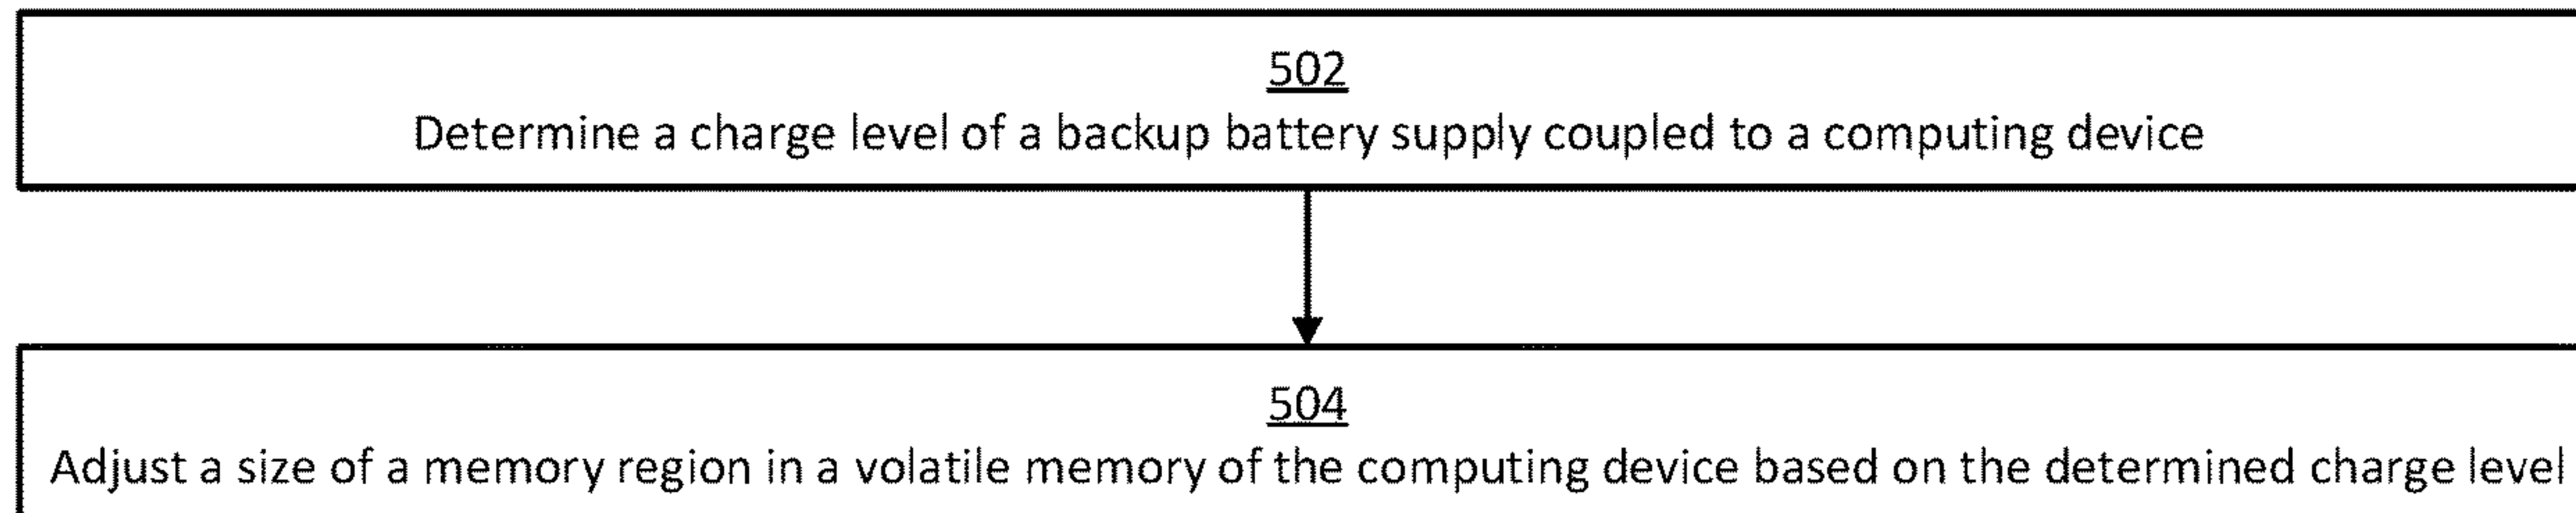 502
Determine a charge level of a backup battery supply coupled to a computing device
504
Adjust a size of a memory region in a volatile memory of the computing device based on the determined charge level